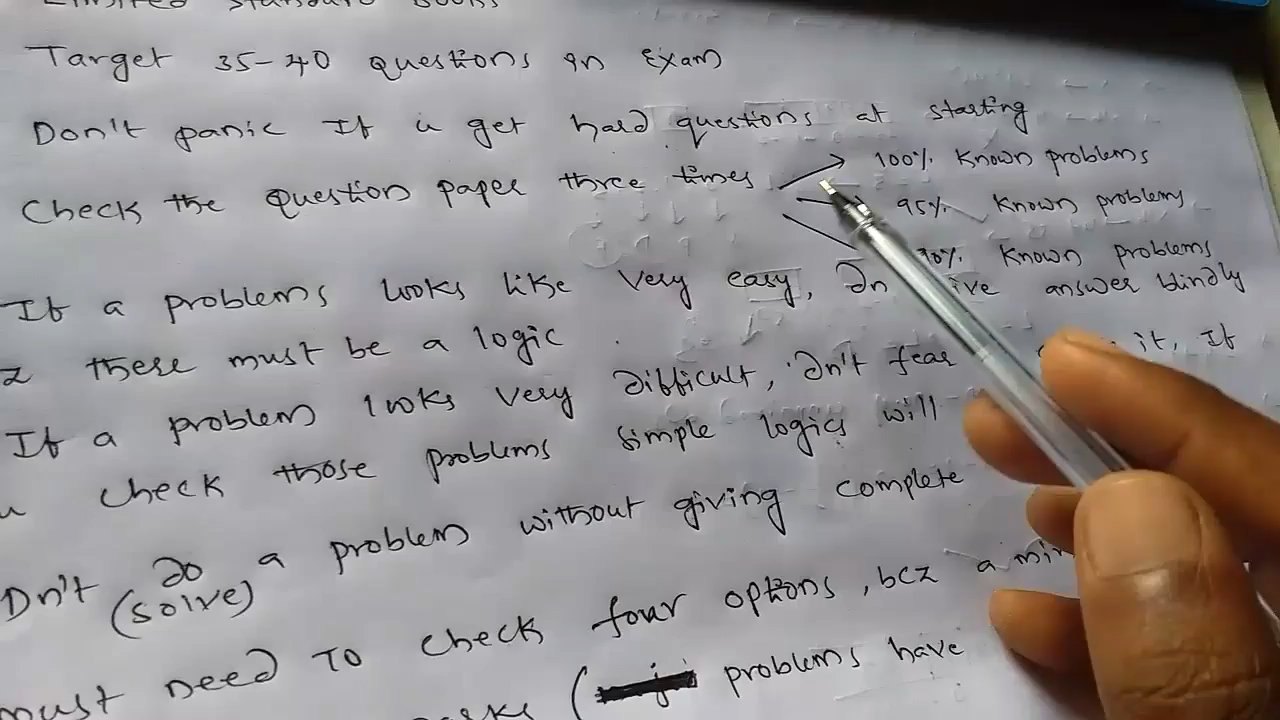 Limited standard books
Target 35-40 questions in Exam
Don't panic If u get hard questions at starting
Check the question paper three times
100% Known problems
95% Known problems
90% Known problems
If a problems looks like very easy, dn give answer blindly
z there must be a logic
If a problem looks very difficult, dn't fear it, If
u check those problems simple logics will
Dn't do a problem without giving complete
(solve)
must need to check four options, bcz a
( problems have